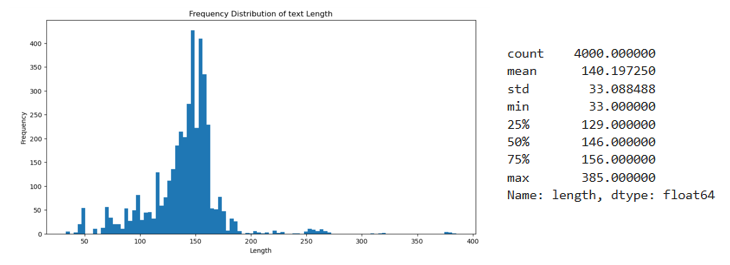 Frequency Distribution of text Length
Frequency
400
350
300
250
200
150
100
50
0
50 100 150 200 250 300 350 400
Length
count 4000.000000
mean 140.197250
std 33.088488
min 33.000000
25% 129.000000
50% 146.000000
75% 156.000000
max 385.000000
Name: length, dtype: float64